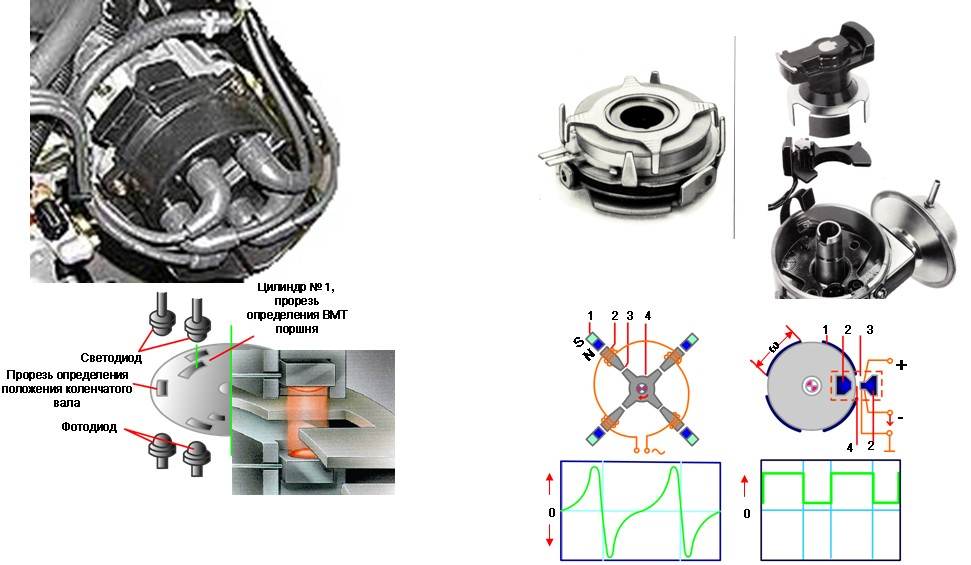 Цилиндр № 1,
прорезь
определения ВМТ
поршня
Светодиод
Прорезь определения
положения коленчатого
вала
Фотодиод
1 2 3 4
S
N
~
0
ω
1 2 3
+
-
4 2
0